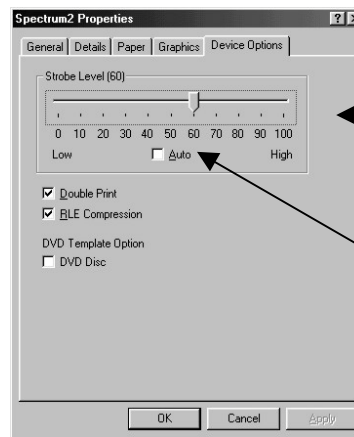 Spectrum2 Properties
General Details Paper Graphics Device Options
Strobe Level (60)
0 10 20 30 40 50 60 70 80 90 100
Low Auto High
Double Print
RLE Compression
DVD Template Option
DVD Disc
OK Cancel Apply